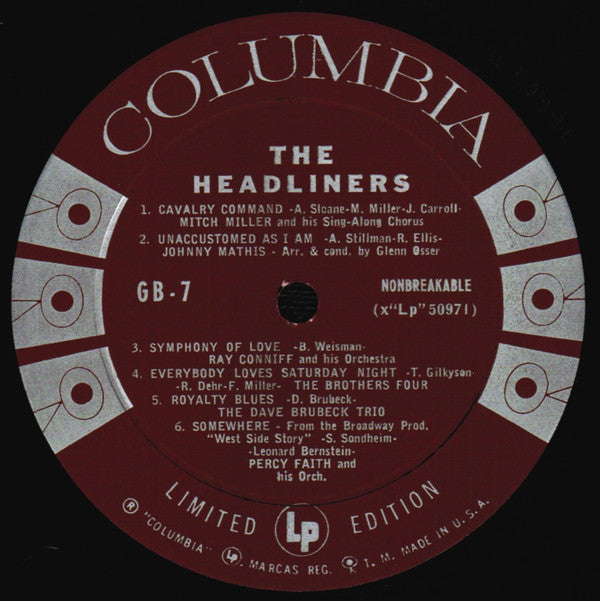 COLUMBIA
THE
HEADLINERS
1. CAVALRY COMMAND -A. Sloane-M. Miller-J. Carroll-
MITCH MILLER and his Sing-Along Chorus
2. UNACCUSTOMED AS I AM -A. Stillman-R. Ellis-
JOHNNY MATHIS - Arr. & cond. by Glenn Osser
GB-7
NONBREAKABLE
(x"Lp" 50971)
3. SYMPHONY OF LOVE -B. Weisman-
RAY CONNIFF and his Orchestra
4. EVERYBODY LOVES SATURDAY NIGHT -T. Gilkyson-
-R. Dehr-F. Miller- THE BROTHERS FOUR
5. ROYALTY BLUES -D. Brubeck-
THE DAVE BRUBECK TRIO
6. SOMEWHERE - From the Broadway Prod.
"West Side Story" -S. Sondheim-
-Leonard Bernstein-
PERCY FAITH and
his Orch.
LIMITED Lp EDITION
® "COLUMBIA" Lp. MARCAS REG. T. M. MADE IN U.S.A.